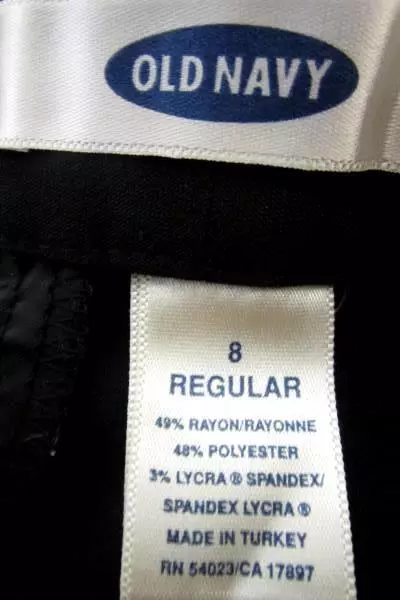 OLD NAVY
8
REGULAR
49% RAYON/RAYONNE
48% POLYESTER
3% LYCRA ® SPANDEX/
SPANDEX LYCRA ®
MADE IN TURKEY
RN 54023/CA 17897